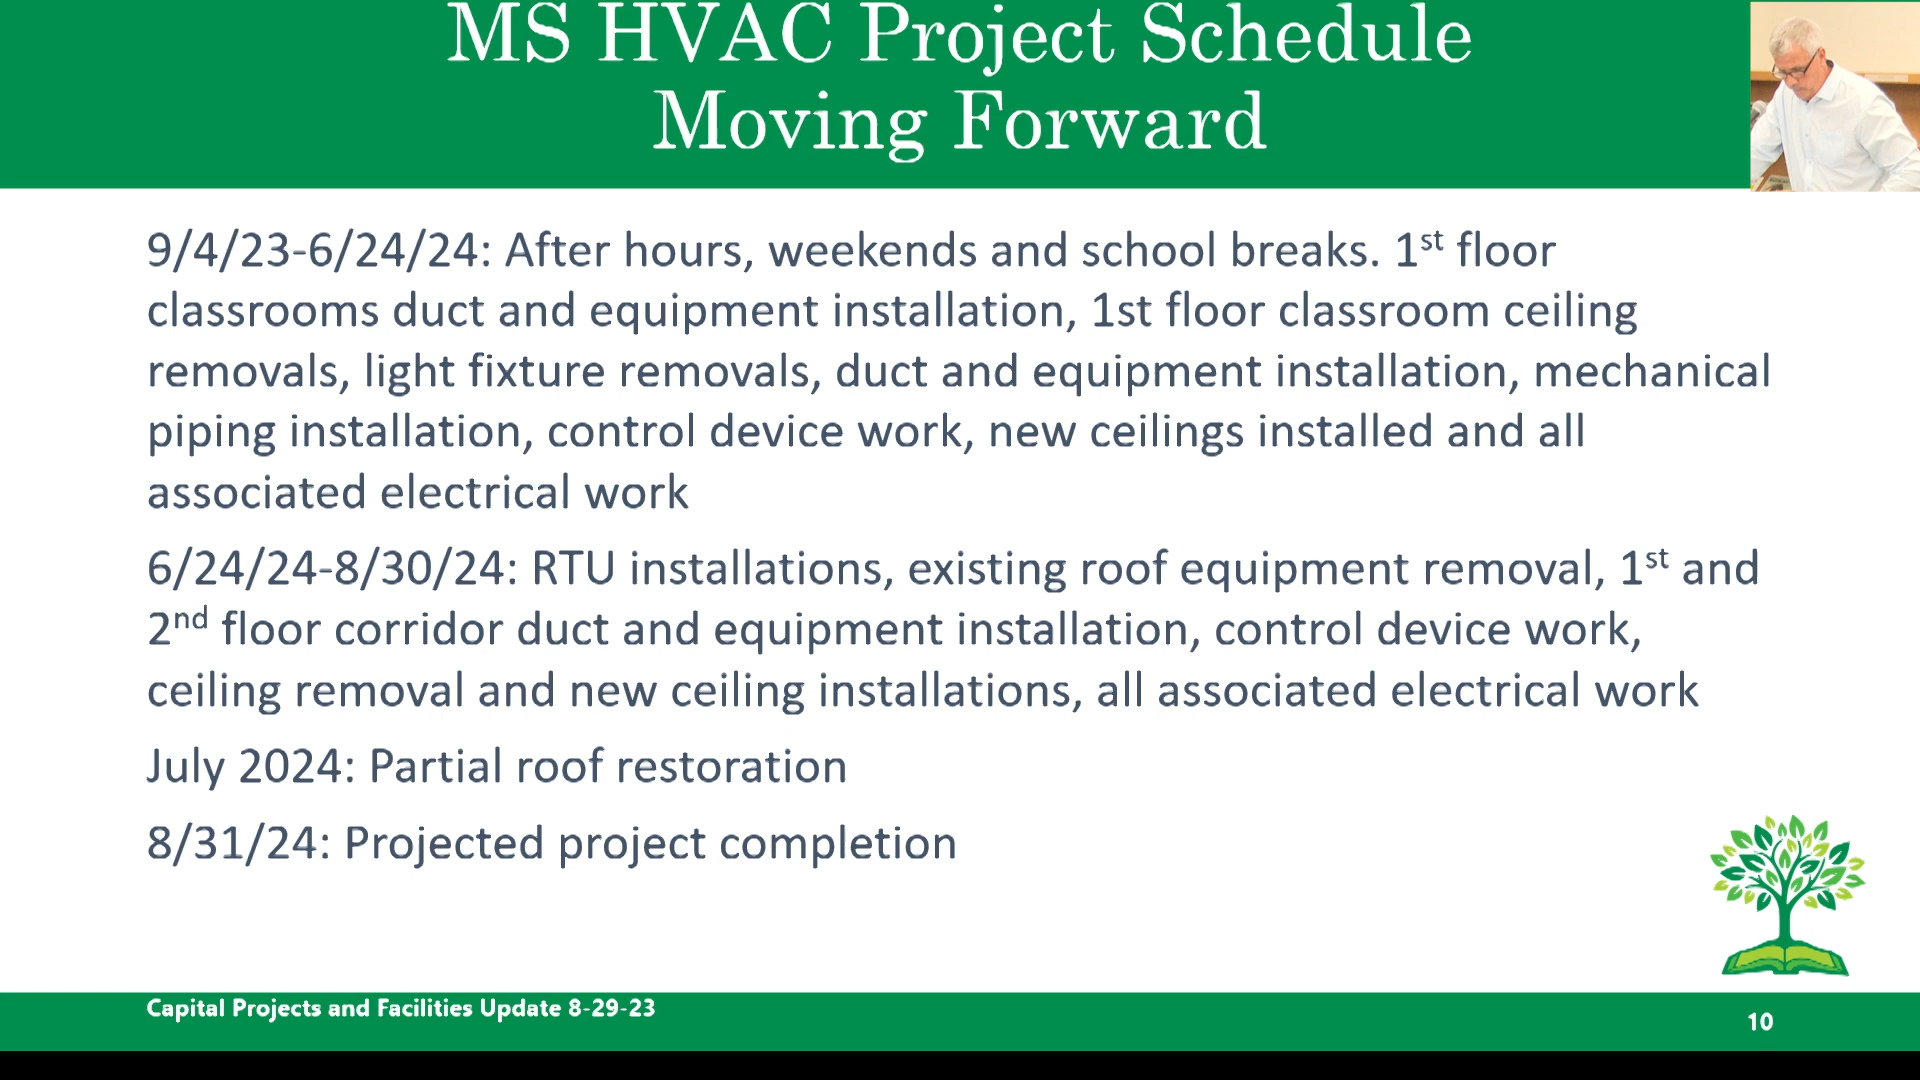 MS HVAC Project Schedule
Moving Forward
9/4/23-6/24/24: After hours, weekends and school breaks. 1st floor
classrooms duct and equipment installation, 1st floor classroom ceiling
removals, light fixture removals, duct and equipment installation, mechanical
piping installation, control device work, new ceilings installed and all
associated electrical work
6/24/24-8/30/24: RTU installations, existing roof equipment removal, 1st and
2nd floor corridor duct and equipment installation, control device work,
ceiling removal and new ceiling installations, all associated electrical work
July 2024: Partial roof restoration
8/31/24: Projected project completion
Capital Projects and Facilities Update 8-29-23
10